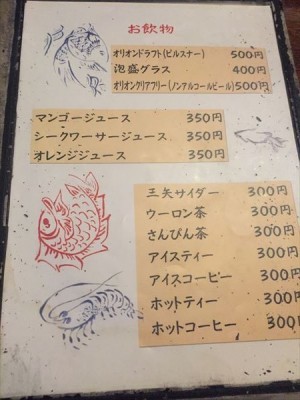 お飲物
オリオンドラフト(ピルスナー) 500円
泡盛グラス 400円
オリオンクリアフリー(ノンアルコールビール) 500円
マンゴージュース 350円
シークワーサージュース 350円
オレンジジュース 350円
三矢サイダー 300円
ウーロン茶 300円
さんぴん茶 300円
アイスティー 300円
アイスコーヒー 300円
ホットティー 300円
ホットコーヒー 300円